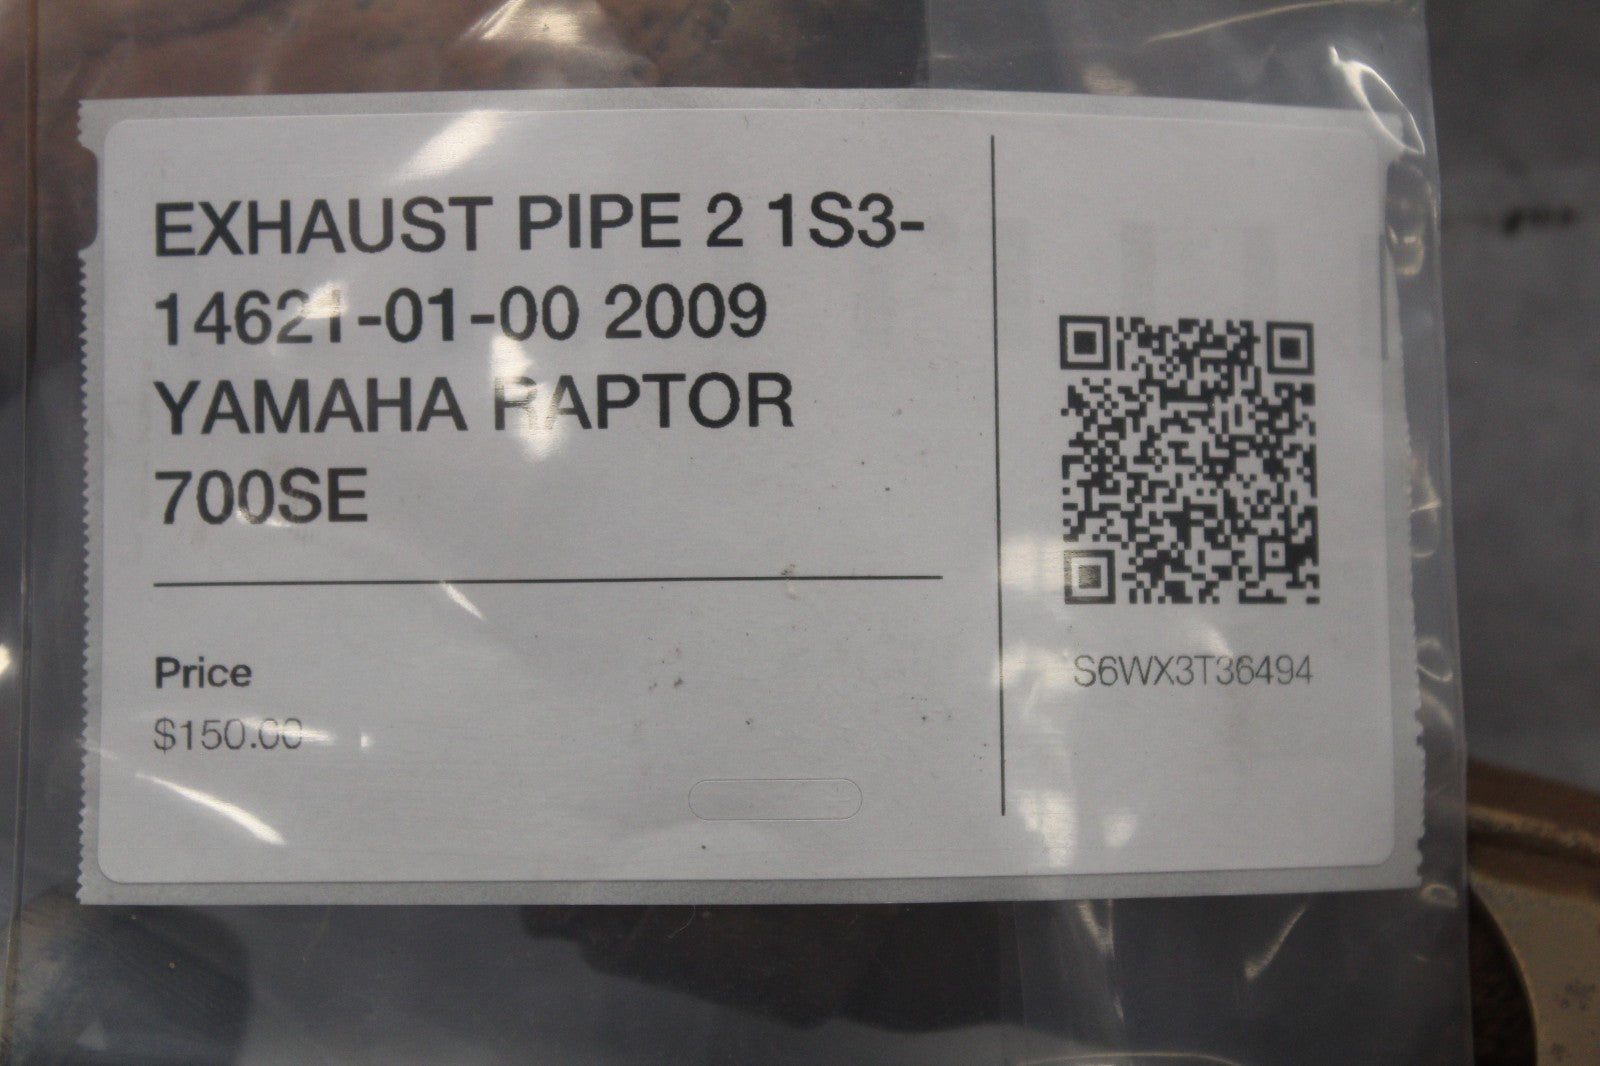 EXHAUST PIPE 2 1S3-
14621-01-00 2009
YAMAHA RAPTOR
700SE
Price
$150.00
S6WX3T36494